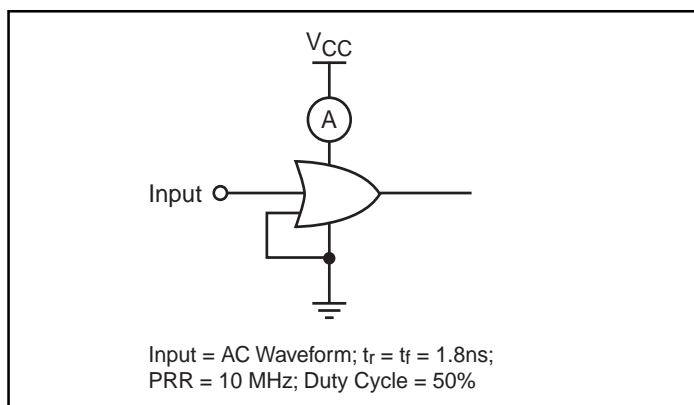 VCC
A
Input
Input = AC Waveform; tr = tf = 1.8ns;
PRR = 10 MHz; Duty Cycle = 50%